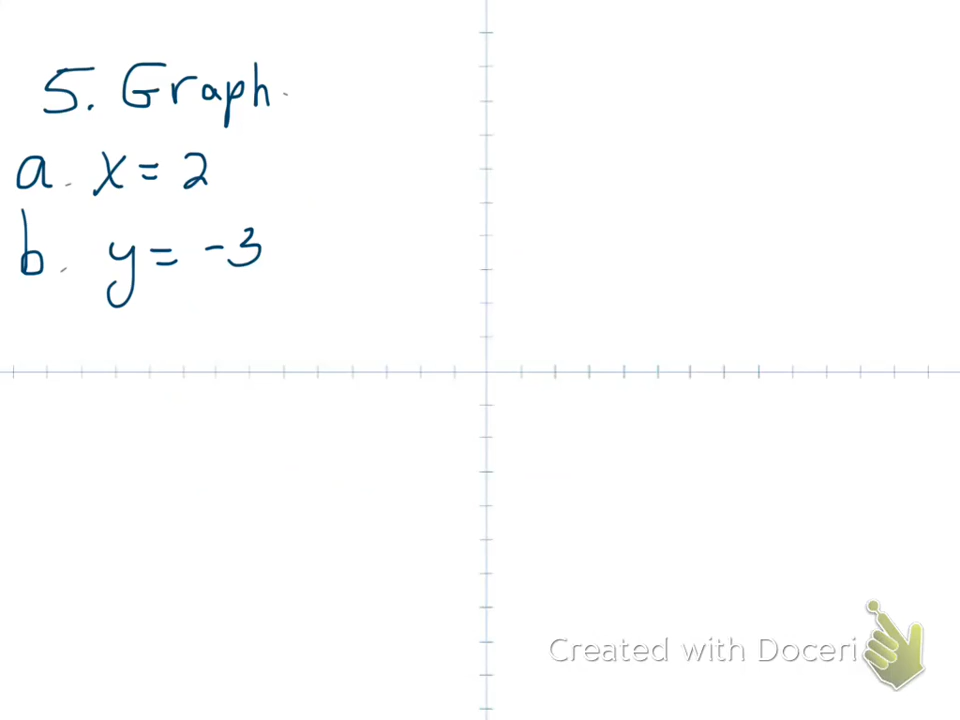 5. Graph.
a. x = 2
b. y = -3
Created with Doceri